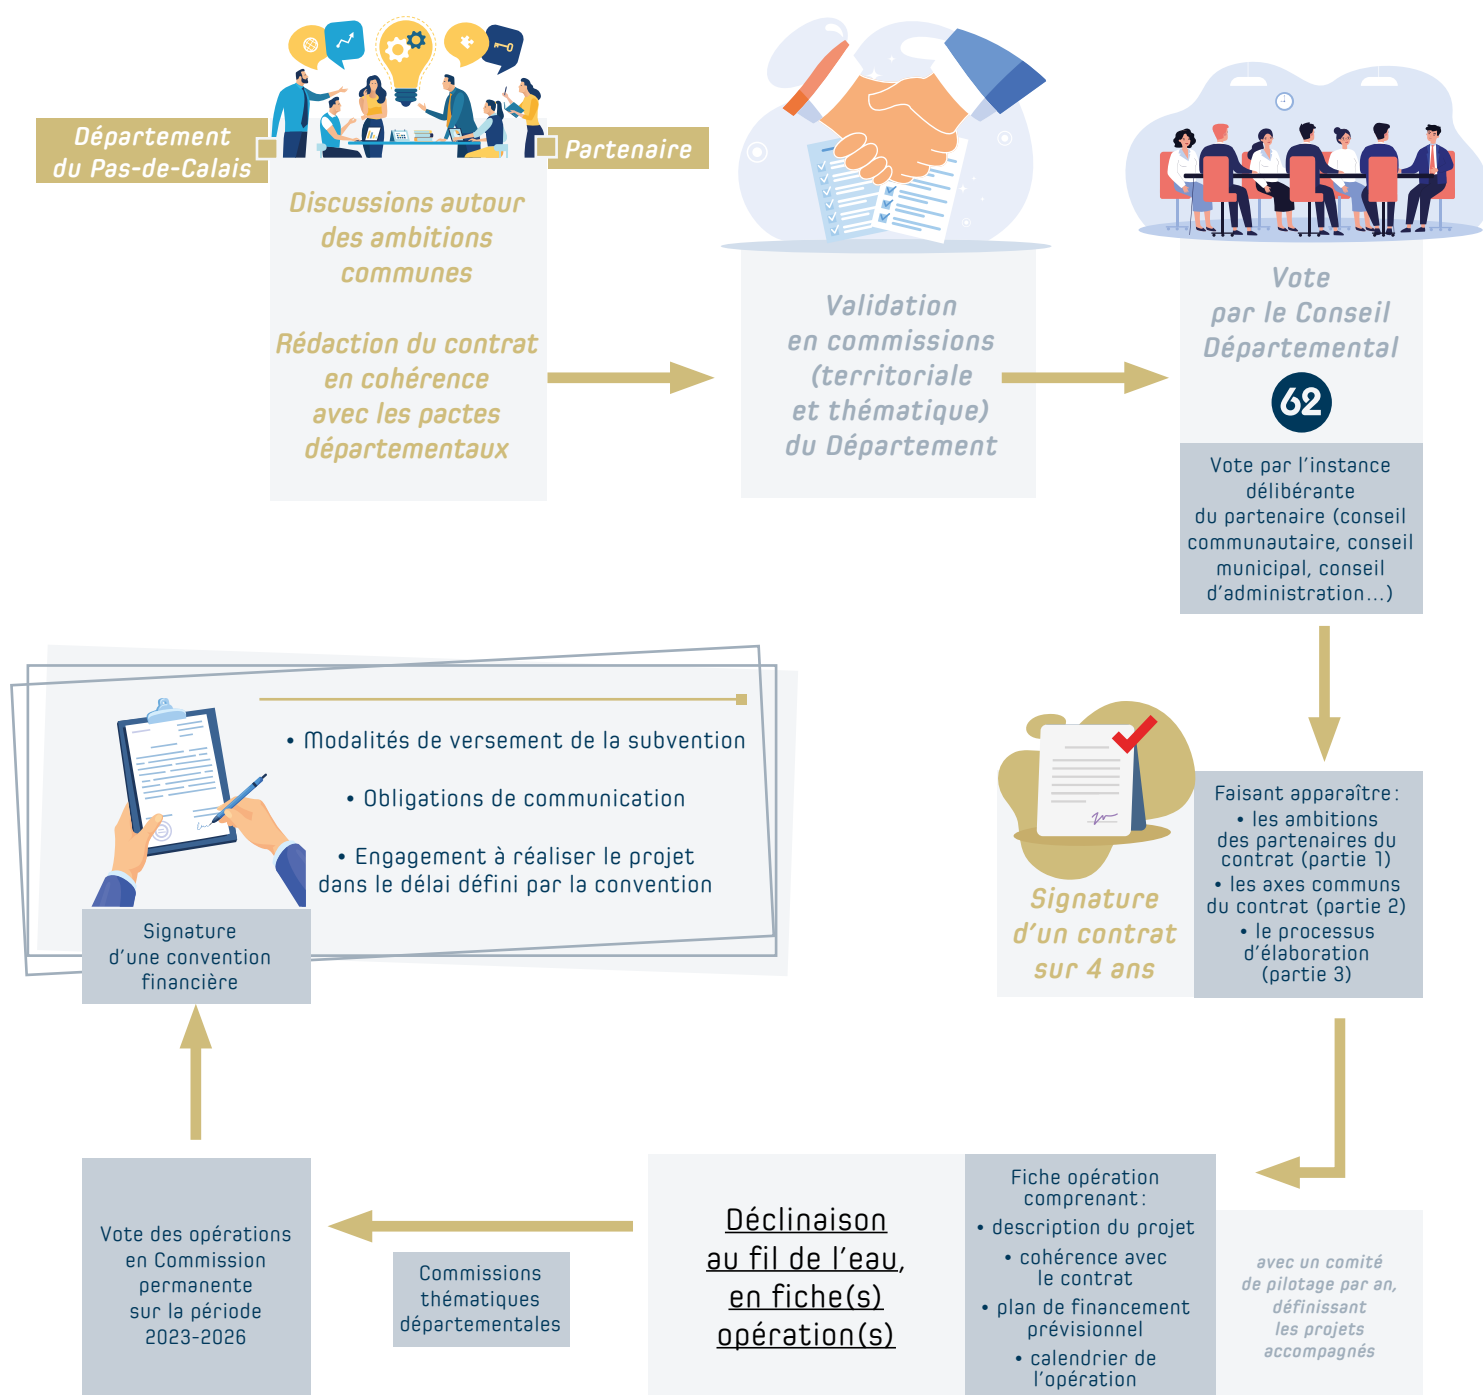 Département
du Pas-de-Calais
Partenaire
Discussions autour
des ambitions
communes
Rédaction du contrat
en cohérence
avec les pactes
départementaux
Validation
en commissions
(territoriale
et thématique)
du Département
Vote
par le Conseil
Départemental
62
Vote par l’instance
délibérante
du partenaire (conseil
communautaire, conseil
municipal, conseil
d’administration…)
Signature
d’un contrat
sur 4 ans
Faisant apparaître :
• les ambitions
des partenaires du
contrat (partie 1)
• les axes communs
du contrat (partie 2)
• le processus
d’élaboration
(partie 3)
avec un comité
de pilotage par an,
définissant
les projets
accompagnés
Fiche opération
comprenant :
• description du projet
• cohérence avec
le contrat
• plan de financement
prévisionnel
• calendrier de
l’opération
Déclinaison
au fil de l’eau,
en fiche(s)
opération(s)
Commissions
thématiques
départementales
Vote des opérations
en Commission
permanente
sur la période
2023-2026
Signature
d’une convention
financière
• Modalités de versement de la subvention
• Obligations de communication
• Engagement à réaliser le projet
dans le délai défini par la convention